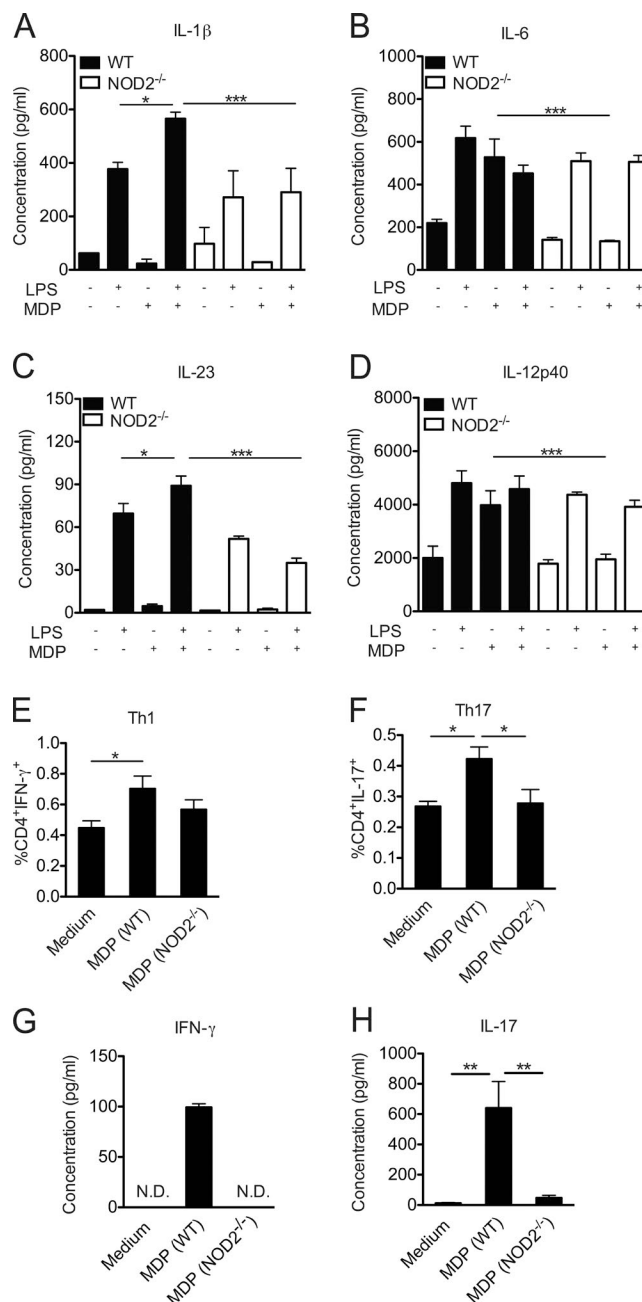 A
IL-1β
WT
NOD2-/-
Concentration (pg/ml)
800
600
400
200
0
*
***
LPS - + - + - + - +
MDP - - + + - - + +
B
IL-6
WT
NOD2-/-
Concentration (pg/ml)
1000
800
600
400
200
0
***
LPS - + - + - + - +
MDP - - + + - - + +
C
IL-23
WT
NOD2-/-
Concentration (pg/ml)
150
120
90
60
30
0
*
***
LPS - + - + - + - +
MDP - - + + - - + +
D
IL-12p40
WT
NOD2-/-
Concentration (pg/ml)
8000
6000
4000
2000
0
***
LPS - + - + - + - +
MDP - - + + - - + +
E
Th1
%CD4+IFN-γ+
1.0
0.8
0.6
0.4
0.2
0.0
*
Medium
MDP (WT)
MDP (NOD2-/-)
F
Th17
%CD4+IL-17+
0.5
0.4
0.3
0.2
0.1
0.0
*
*
Medium
MDP (WT)
MDP (NOD2-/-)
G
IFN-γ
Concentration (pg/ml)
150
100
50
0
N.D.
N.D.
Medium
MDP (WT)
MDP (NOD2-/-)
H
IL-17
Concentration (pg/ml)
1000
800
600
400
200
0
**
**
Medium
MDP (WT)
MDP (NOD2-/-)